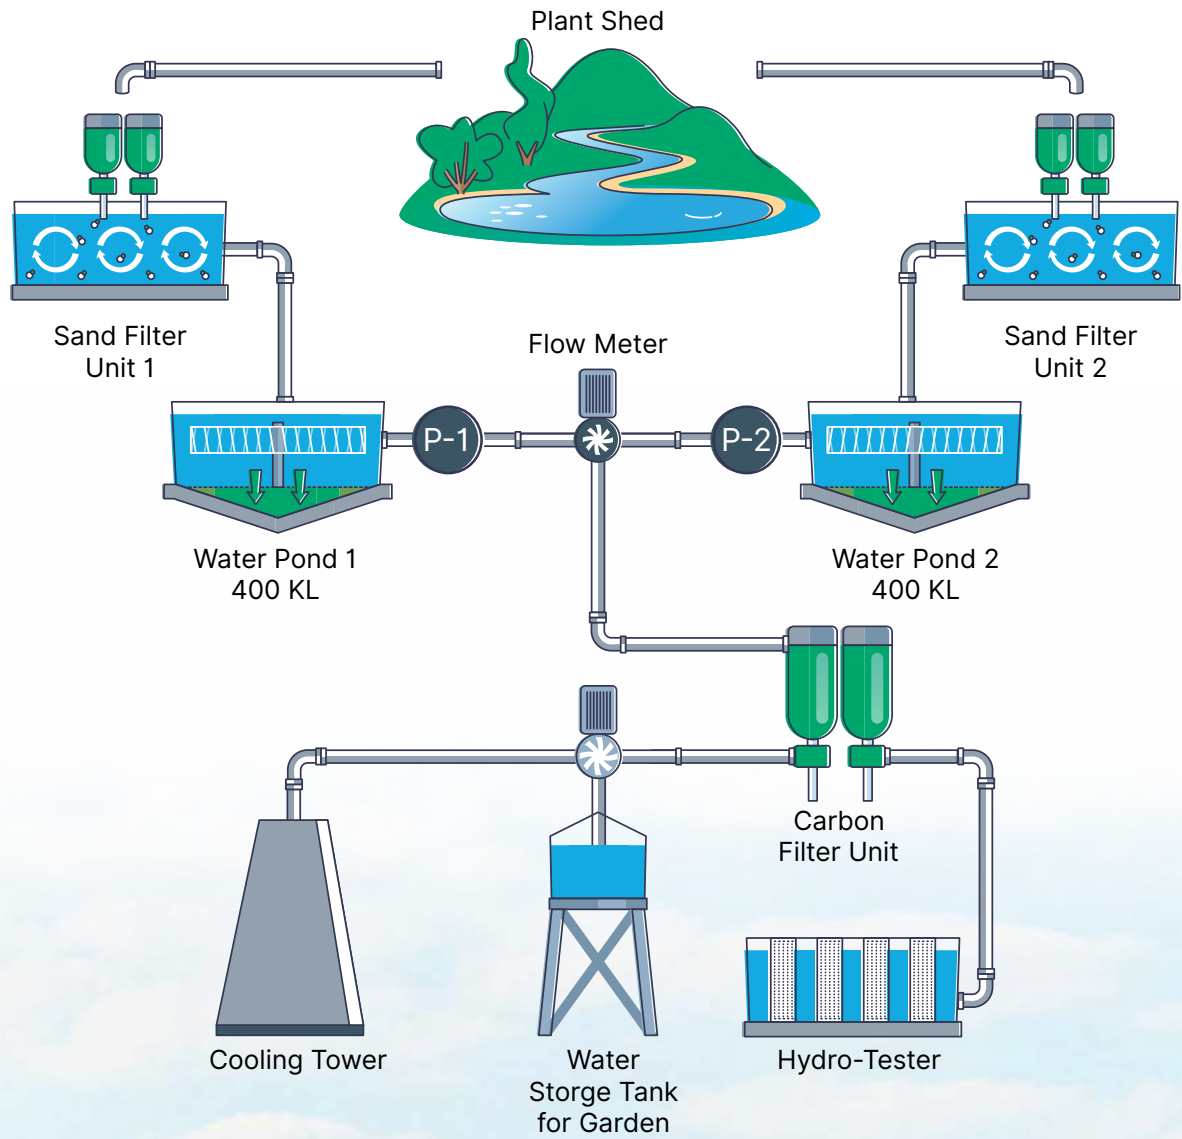 Plant Shed
Sand Filter
Unit 1
Flow Meter
Sand Filter
Unit 2
P-1
P-2
Water Pond 1
400 KL
Water Pond 2
400 KL
Carbon
Filter Unit
Cooling Tower
Water
Storge Tank
for Garden
Hydro-Tester